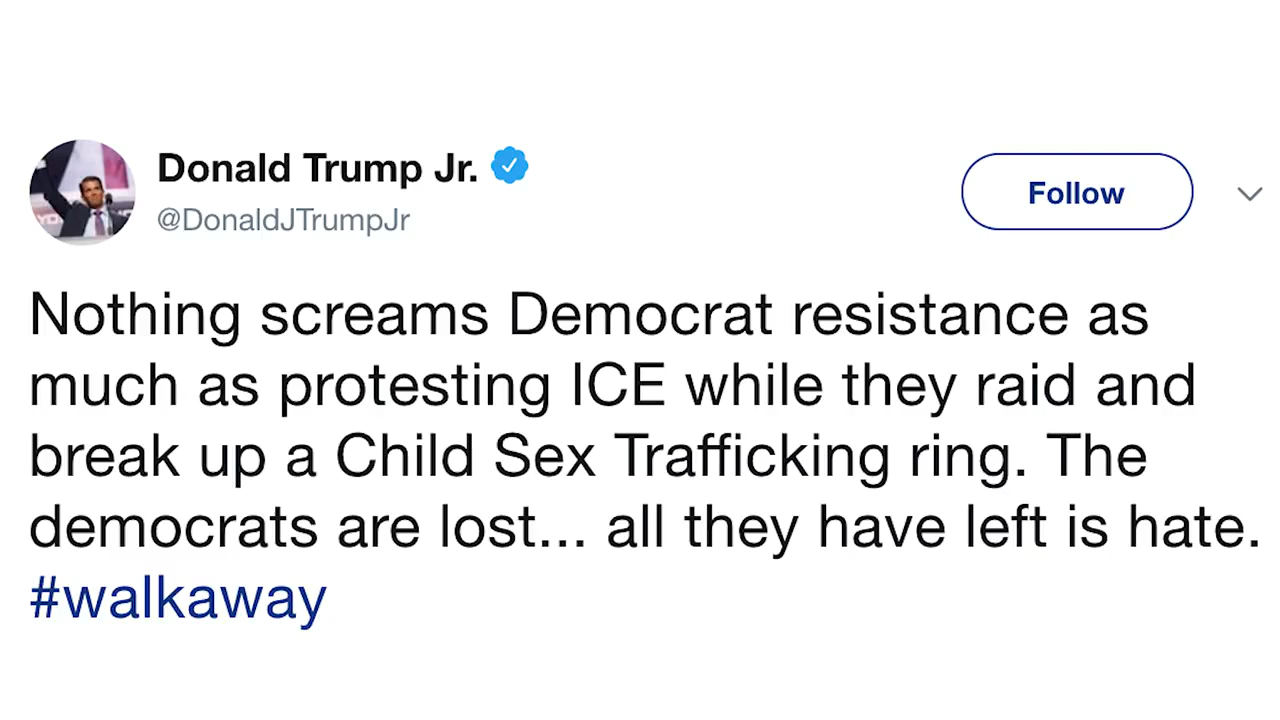 Donald Trump Jr.
@DonaldJTrumpJr
Follow
Nothing screams Democrat resistance as
much as protesting ICE while they raid and
break up a Child Sex Trafficking ring. The
democrats are lost... all they have left is hate.
#walkaway